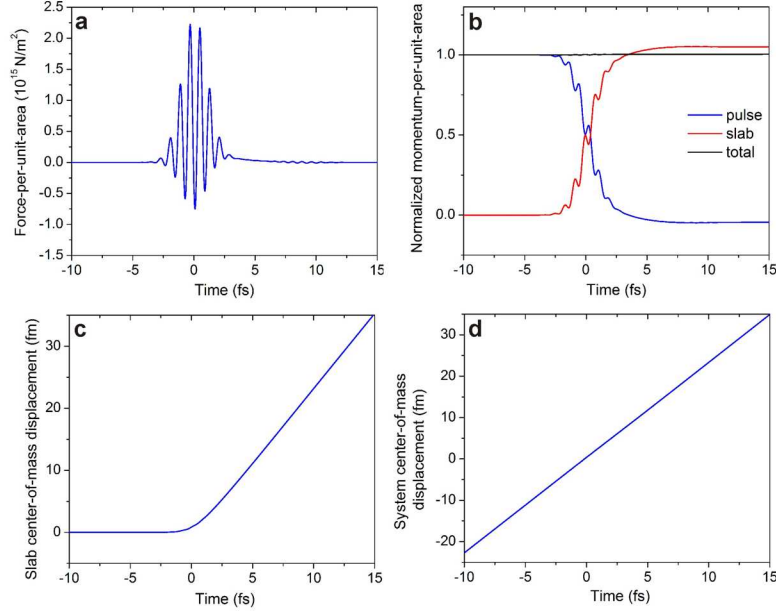 a
Force-per-unit-area (10¹⁵ N/m²)
2.5
2.0
1.5
1.0
0.5
0.0
-0.5
-1.0
-1.5
-10 -5 0 5 10 15
Time (fs)
b
Normalized momentum-per-unit-area
1.0
0.5
0.0
pulse
slab
total
-10 -5 0 5 10 15
Time (fs)
c
Slab center-of-mass displacement (fm)
30
20
10
0
-10 -5 0 5 10 15
Time (fs)
d
System center-of-mass
displacement (fm)
30
20
10
0
-10
-20
-10 -5 0 5 10 15
Time (fs)